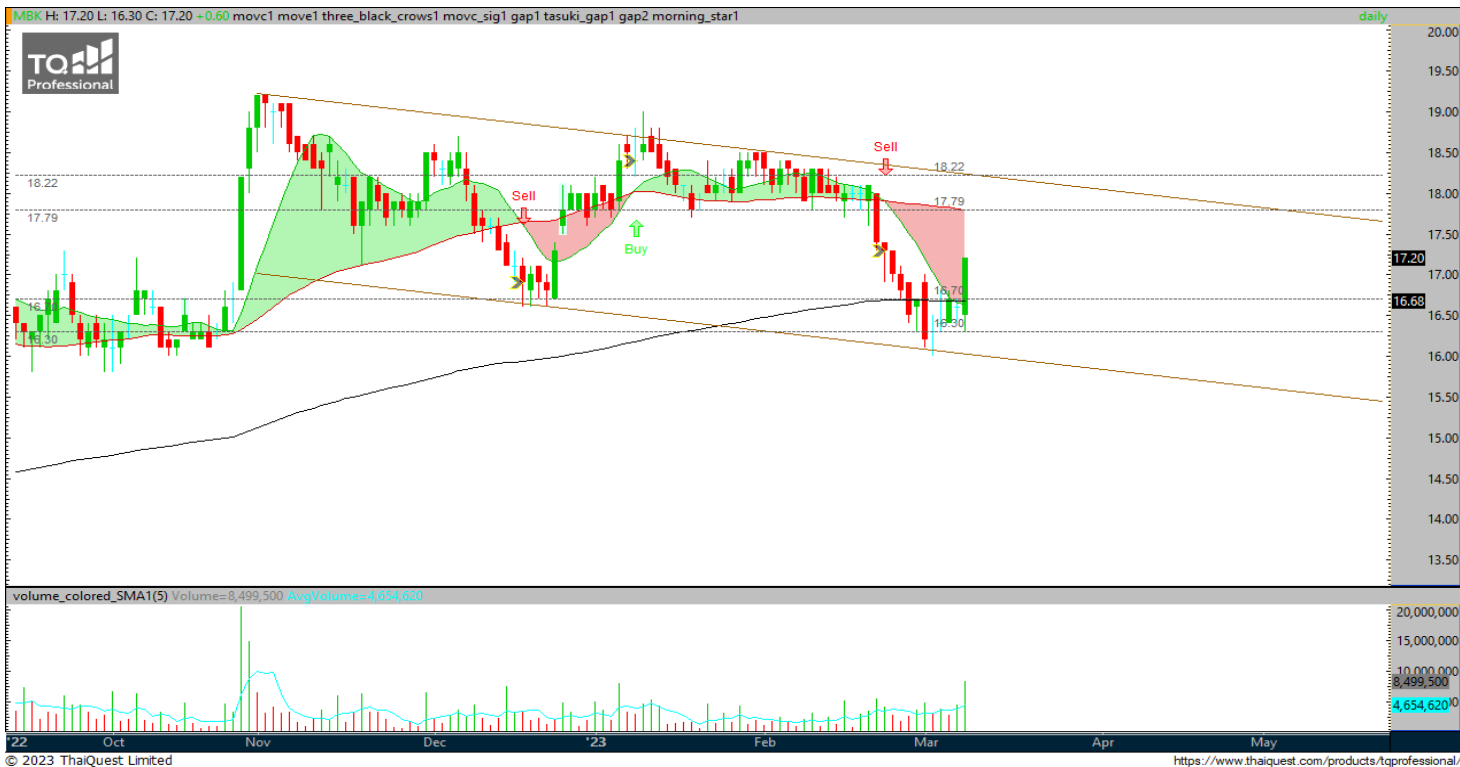 MBK H: 17.20 L: 16.30 C: 17.20 +0.60 movc1 move1 three_black_crows1 movc_sig1 gap1 tasuki_gap1 gap2 morning_star1
daily
TQ
Professional
20.00
19.50
19.00
18.50
18.00
17.50
17.20
17.00
16.68
16.50
16.00
15.50
15.00
14.50
14.00
13.50
Sell
Sell
Buy
18.22
18.22
17.79
17.79
16.70
16.30
16.30
volume_colored_SMA1(5) Volume=8,499,500 AvgVolume=4,654,620
20,000,000
15,000,000
10,000,000
8,499,500
4,654,620
'22 Oct Nov Dec '23 Feb Mar Apr May
© 2023 ThaiQuest Limited
https://www.thaiquest.com/products/tqprofessional/